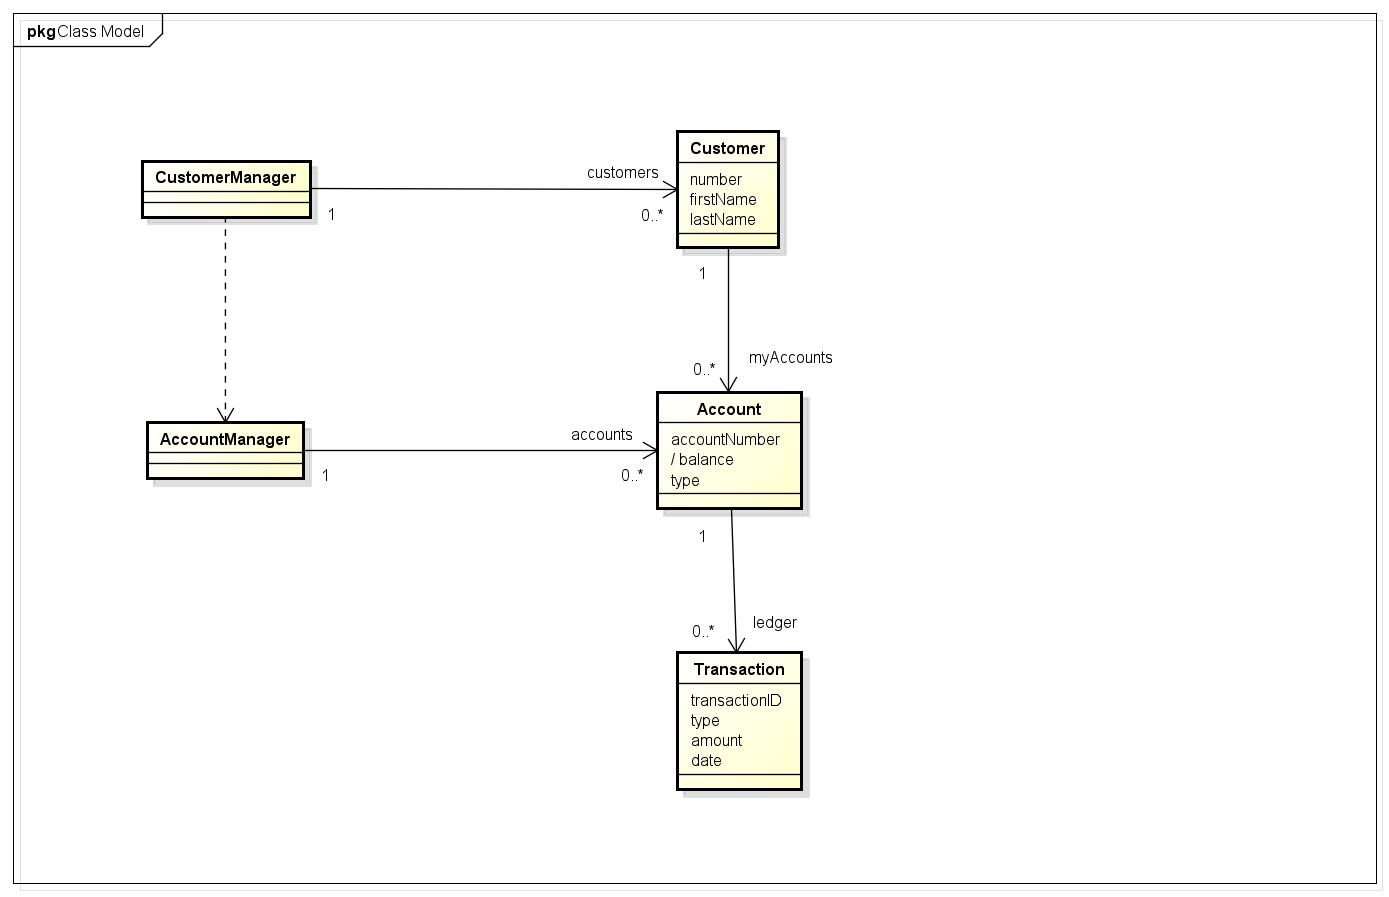 pkg Class Model
CustomerManager
customers
1
0..*
Customer
number
firstName
lastName
1
myAccounts
0..*
AccountManager
accounts
1
0..*
Account
accountNumber
/ balance
type
1
ledger
0..*
Transaction
transactionID
type
amount
date